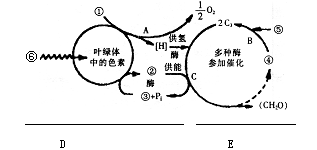 ① 1/2 O₂
A
[H] 供氢 2C₃ ⑤
酶 B
⑥ 叶绿体
中的色素 ② 供能 多种酶
参加催化 ④
酶 C
③+Pi (CH₂O)
D E